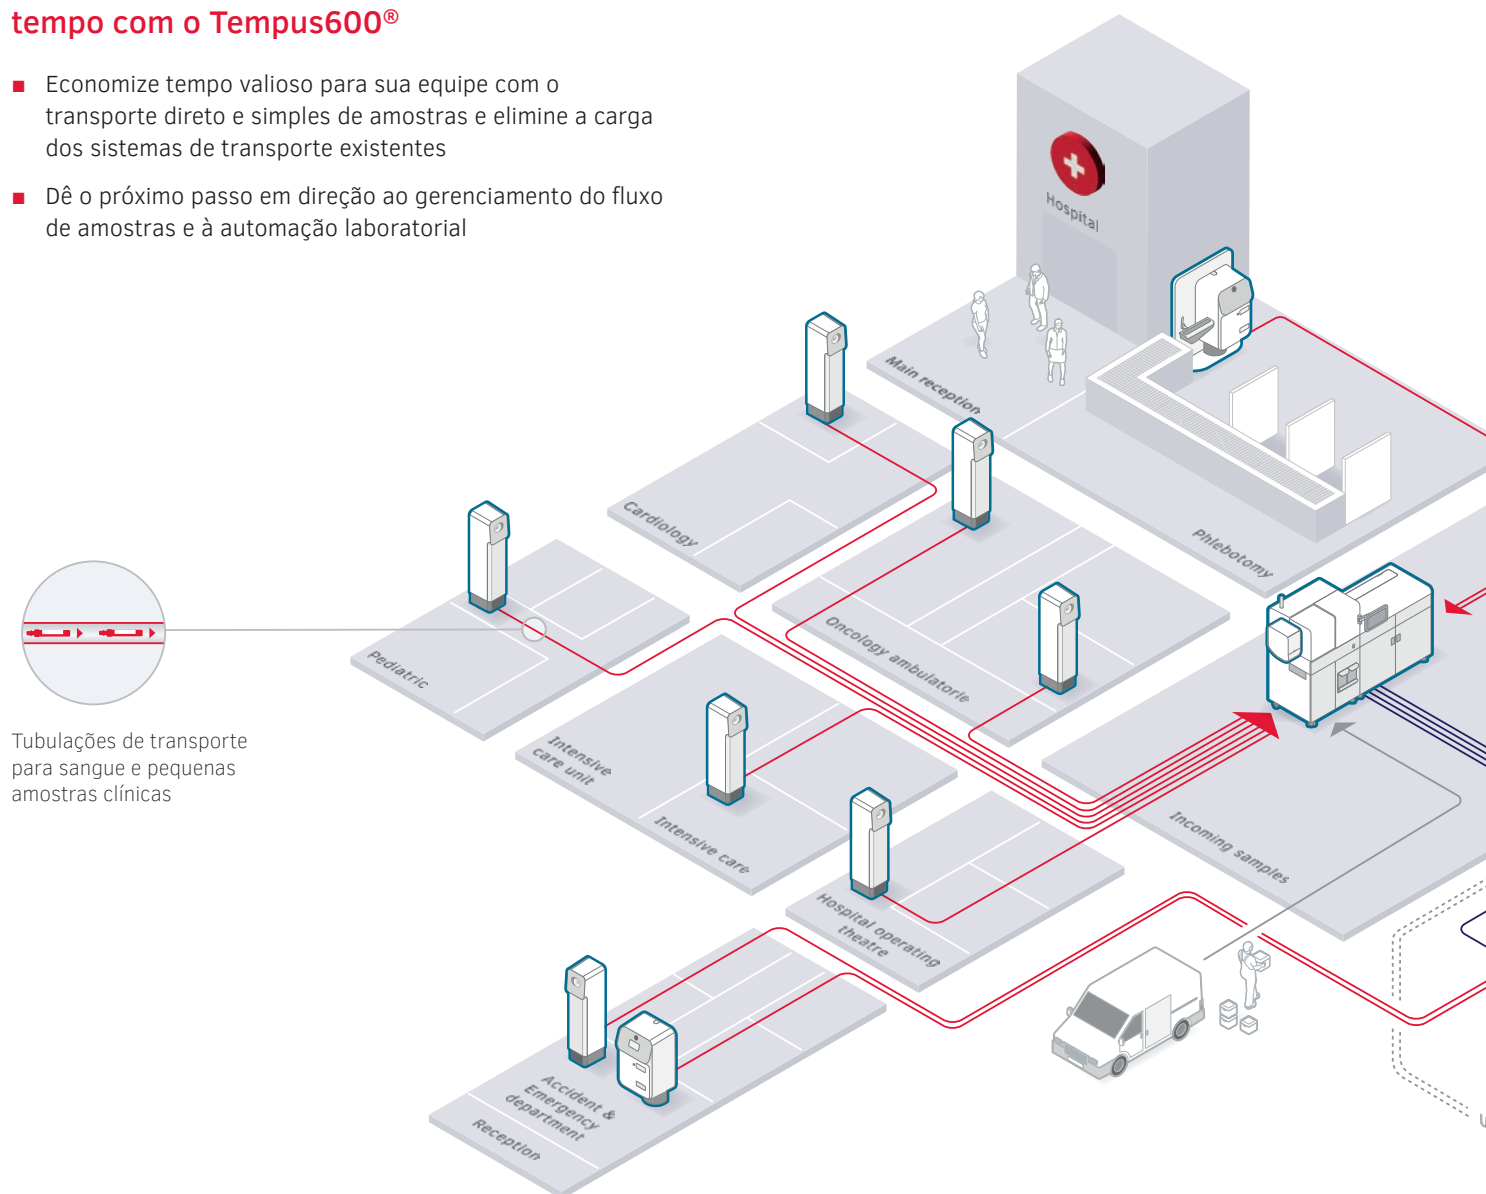 tempo com o Tempus600®
Economize tempo valioso para sua equipe com o
transporte direto e simples de amostras e elimine a carga
dos sistemas de transporte existentes
Dê o próximo passo em direção ao gerenciamento do fluxo
de amostras e à automação laboratorial
Hospital
Main reception
Phlebotomy
Cardiology
Oncology ambulatorie
Pediatric
Tubulações de transporte
para sangue e pequenas
amostras clínicas
Intensive
care unit
Intensive care
Incoming samples
Hospital operating
theatre
Accident &
Emergency
department
Reception